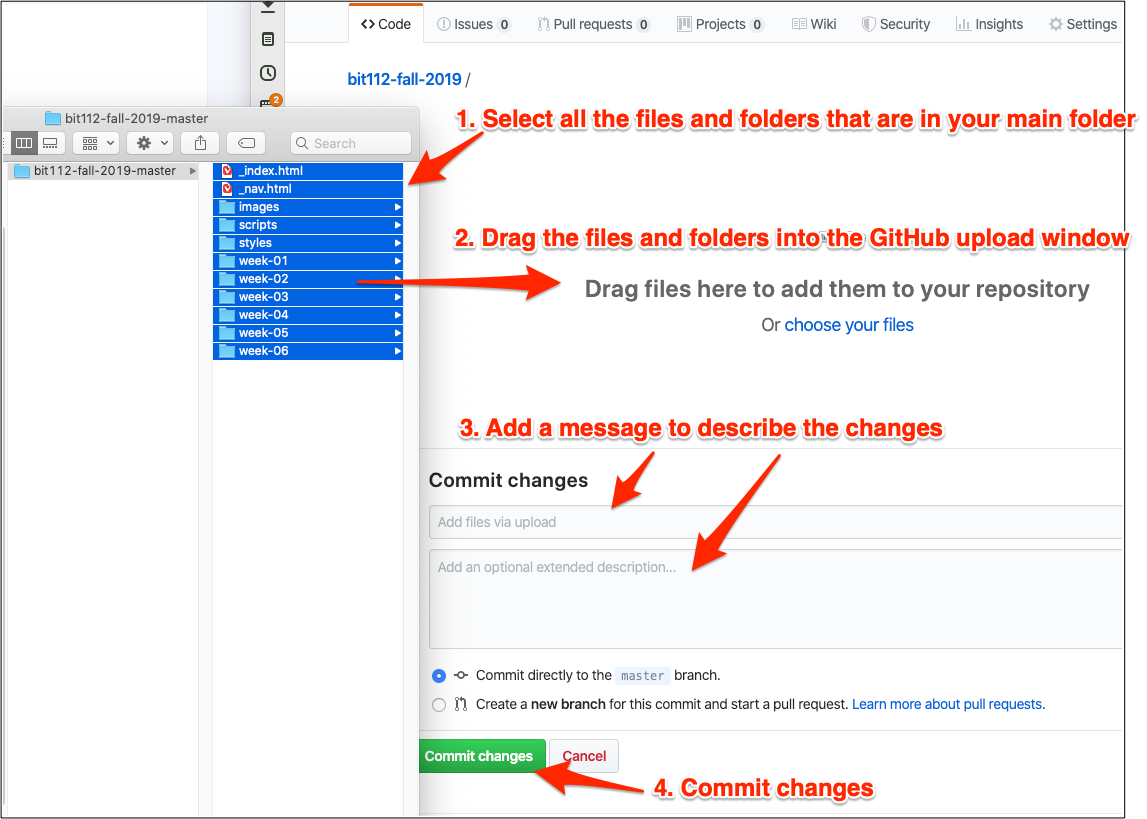 Code
Issues 0
Pull requests 0
Projects 0
Wiki
Security
Insights
Settings
bit112-fall-2019 /
2
bit112-fall-2019-master
1. Select all the files and folders that are in your main folder
Search
bit112-fall-2019-master
_index.html
_nav.html
images
scripts
styles
week-01
week-02
week-03
week-04
week-05
week-06
2. Drag the files and folders into the GitHub upload window
Drag files here to add them to your repository
Or choose your files
3. Add a message to describe the changes
Commit changes
Add files via upload
Add an optional extended description...
Commit directly to the master branch.
Create a new branch for this commit and start a pull request. Learn more about pull requests.
Commit changes
Cancel
4. Commit changes